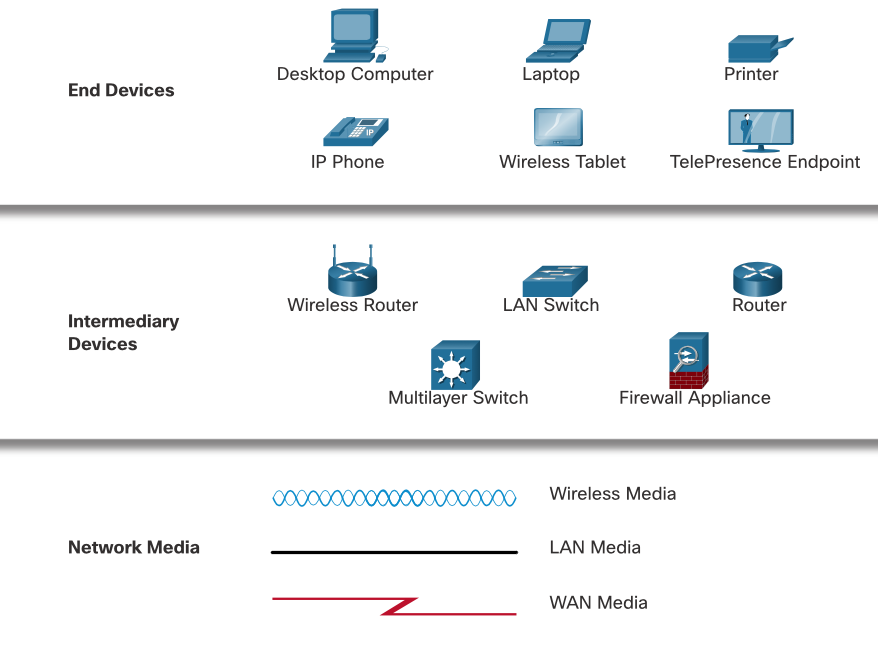 End Devices
Desktop Computer
Laptop
Printer
IP
IP Phone
Wireless Tablet
TelePresence Endpoint
Intermediary
Devices
Wireless Router
LAN Switch
Router
Multilayer Switch
Firewall Appliance
Network Media
Wireless Media
LAN Media
WAN Media